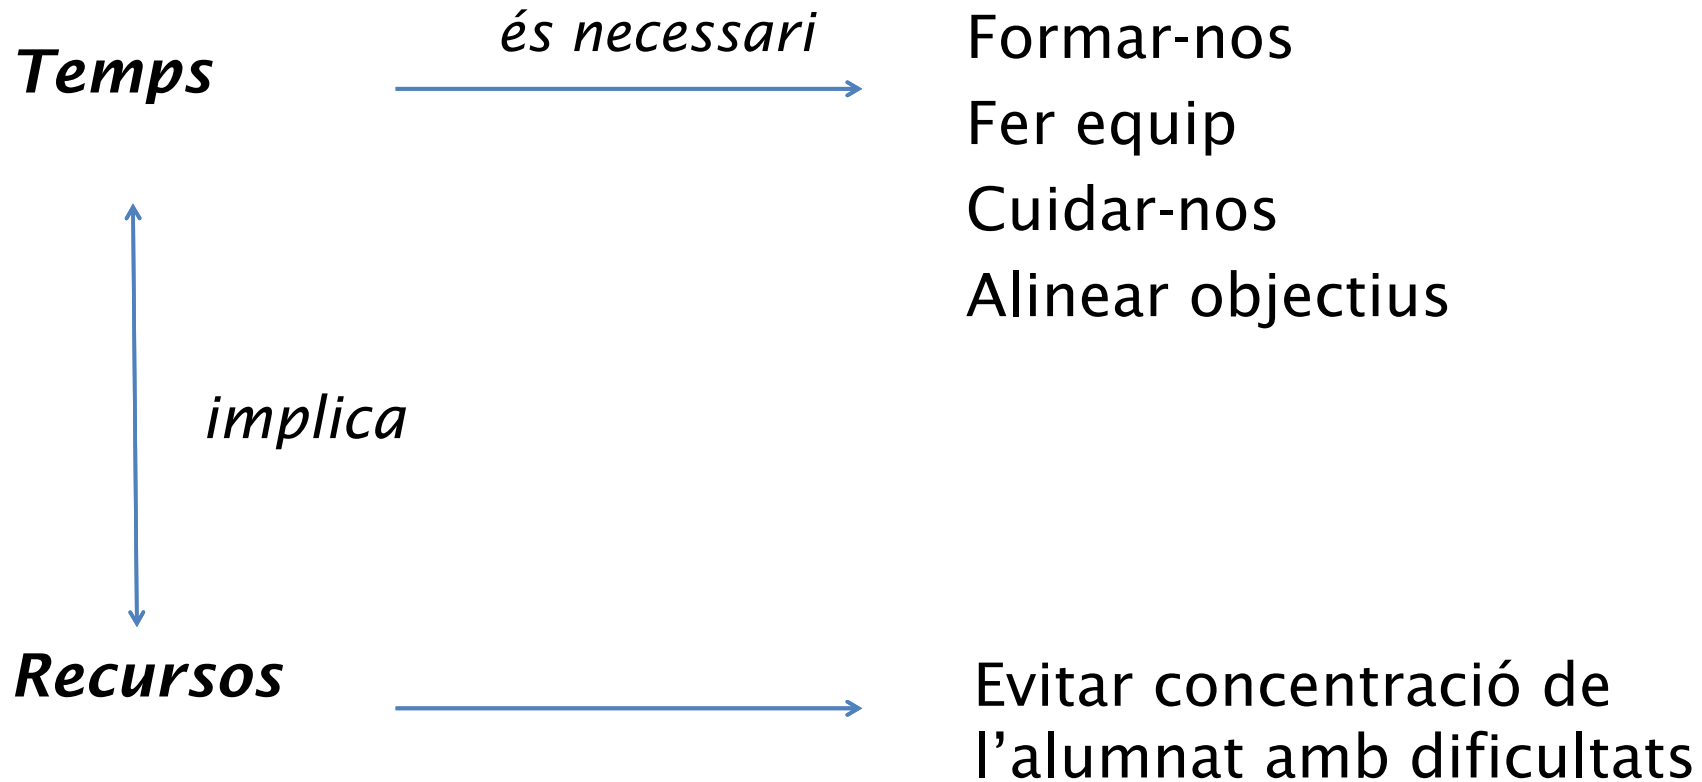 Temps
és necessari
Formar-nos
Fer equip
Cuidar-nos
Alinear objectius
implica
Recursos
Evitar concentració de
l’alumnat amb dificultats